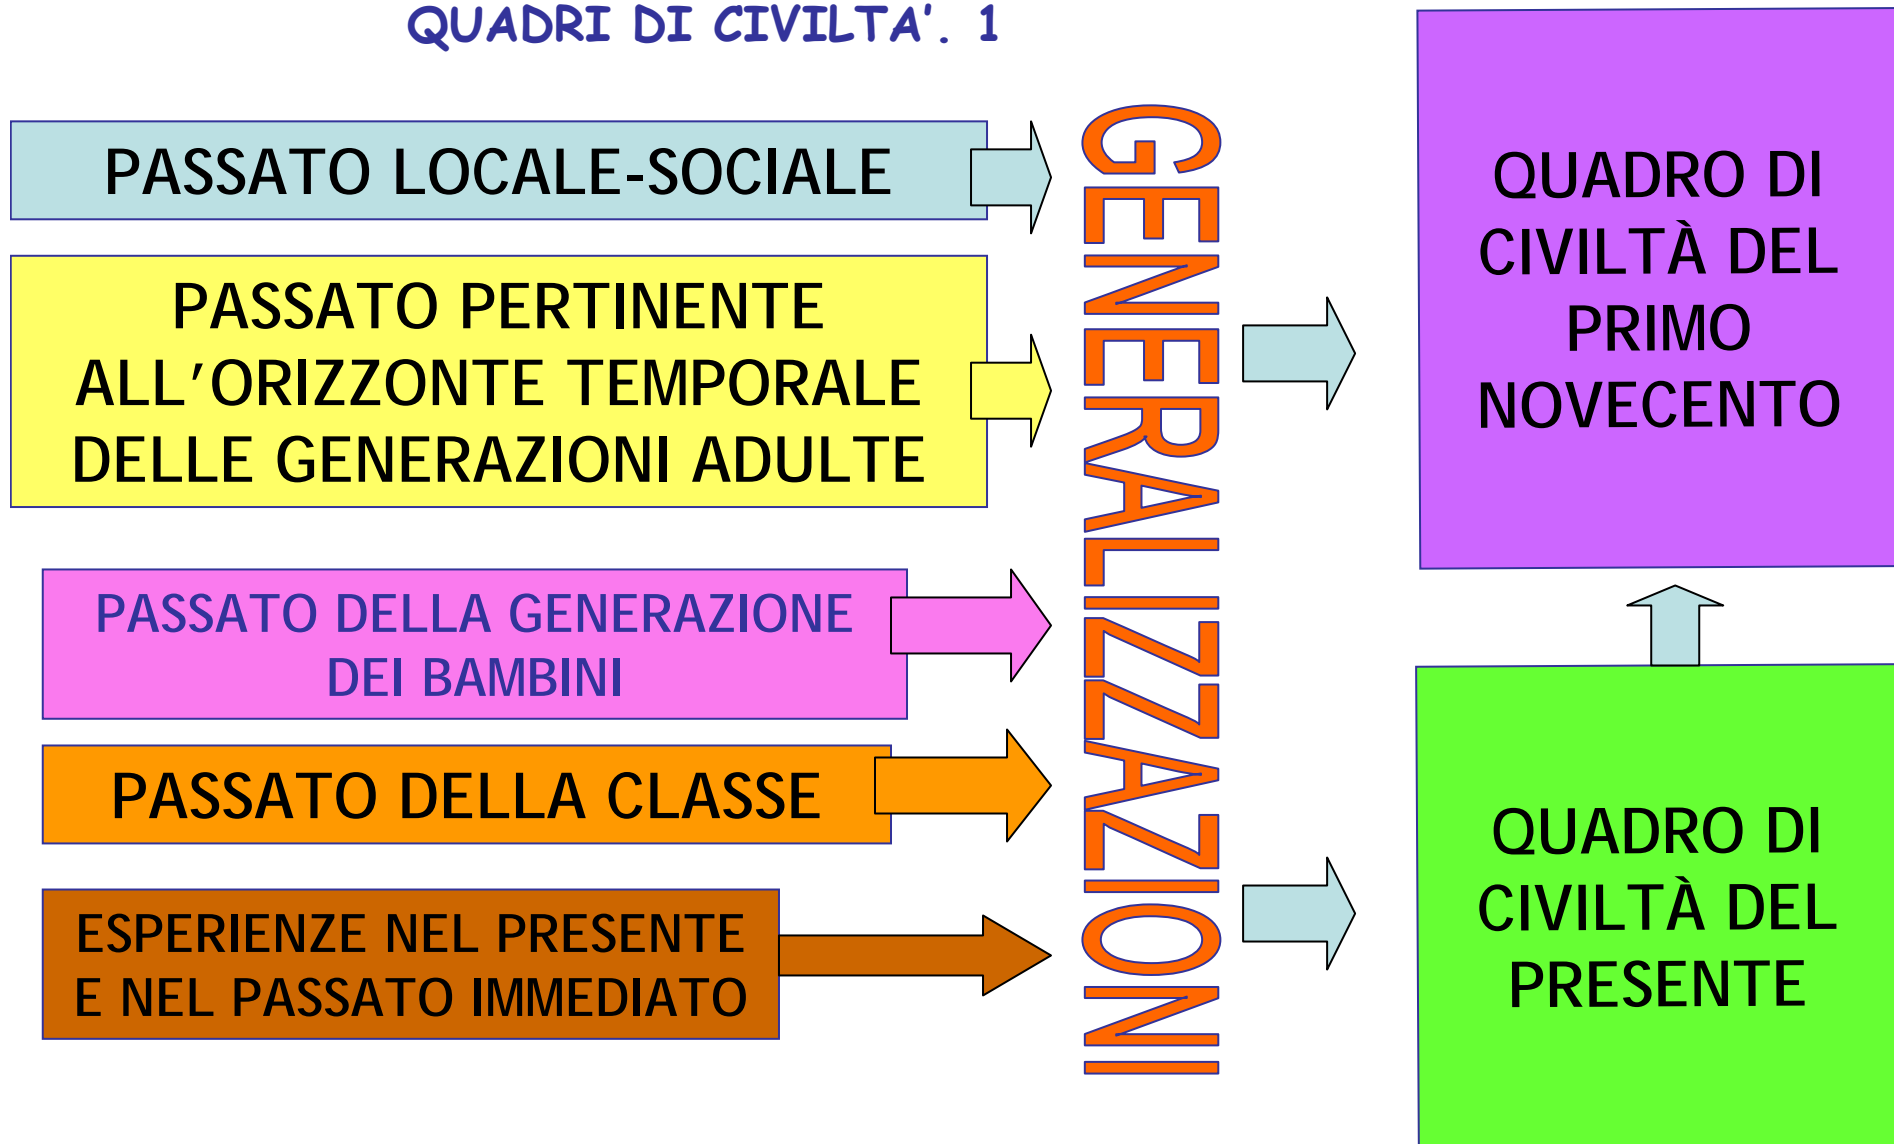 QUADRI DI CIVILTA'. 1
PASSATO LOCALE-SOCIALE
PASSATO PERTINENTE
ALL'ORIZZONTE TEMPORALE
DELLE GENERAZIONI ADULTE
PASSATO DELLA GENERAZIONE
DEI BAMBINI
PASSATO DELLA CLASSE
ESPERIENZE NEL PRESENTE
E NEL PASSATO IMMEDIATO
GENERALIZZAZIONI
QUADRO DI
CIVILTÀ DEL
PRIMO
NOVECENTO
QUADRO DI
CIVILTÀ DEL
PRESENTE